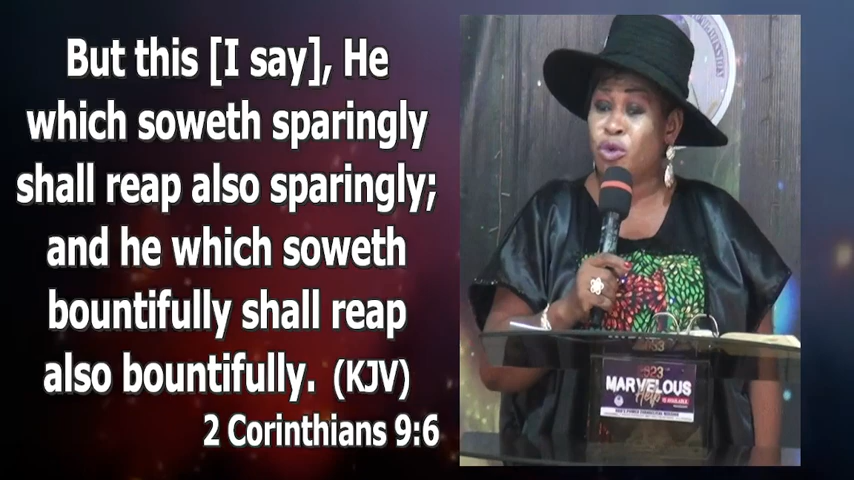 But this [I say], He
which soweth sparingly
shall reap also sparingly;
and he which soweth
bountifully shall reap
also bountifully. (KJV)
2 Corinthians 9:6
MARVELOUS
Help